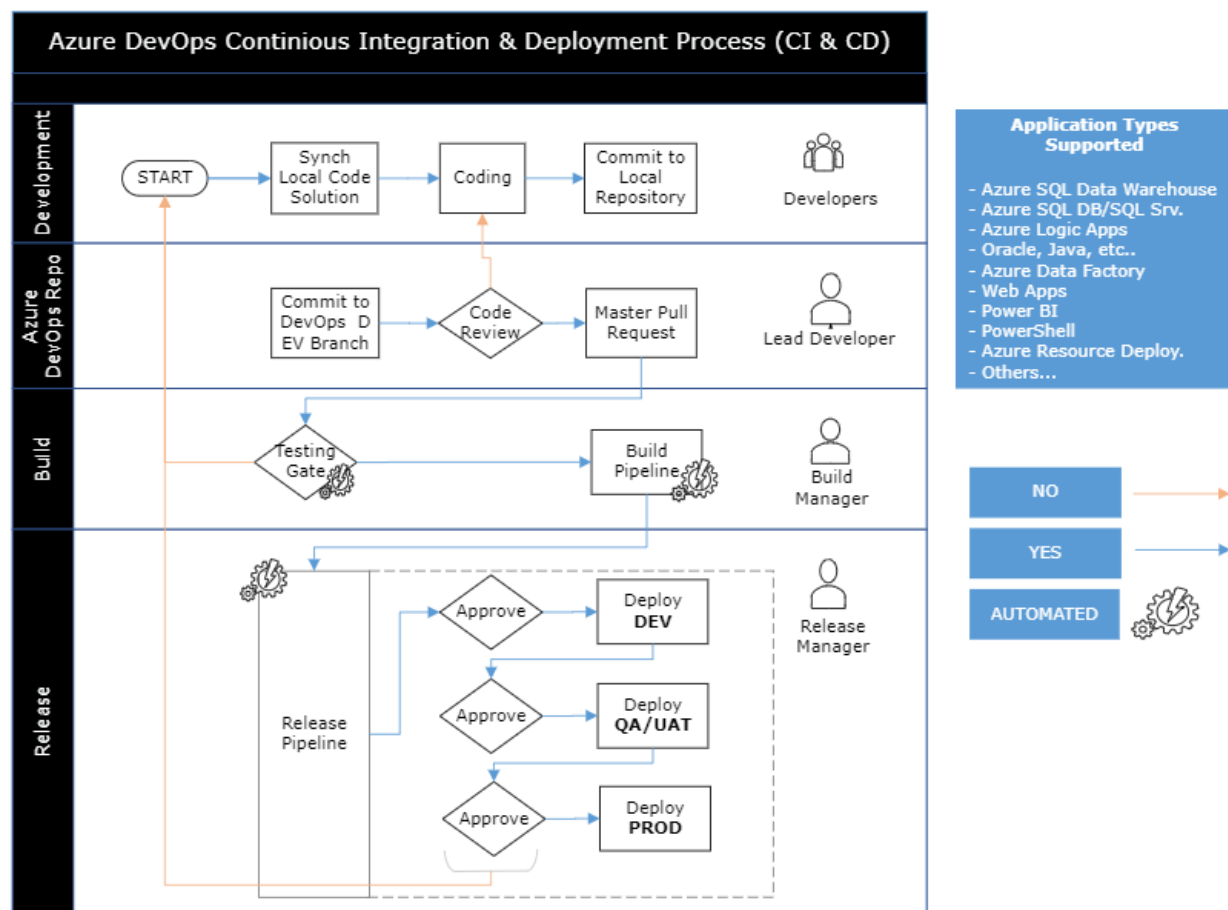 Azure DevOps Continious Integration & Deployment Process (CI & CD)
Development
START
Synch
Local Code
Solution
Coding
Commit to
Local
Repository
Developers
Azure
DevOps Repo
Commit to
DevOps D
EV Branch
Code
Review
Master Pull
Request
Lead Developer
Build
Testing
Gate
Build
Pipeline
Build
Manager
Release
Release
Pipeline
Approve
Deploy
DEV
Release
Manager
Approve
Deploy
QA/UAT
Approve
Deploy
PROD
Application Types
Supported
- Azure SQL Data Warehouse
- Azure SQL DB/SQL Srv.
- Azure Logic Apps
- Oracle, Java, etc..
- Azure Data Factory
- Web Apps
- Power BI
- PowerShell
- Azure Resource Deploy.
- Others...
NO
YES
AUTOMATED